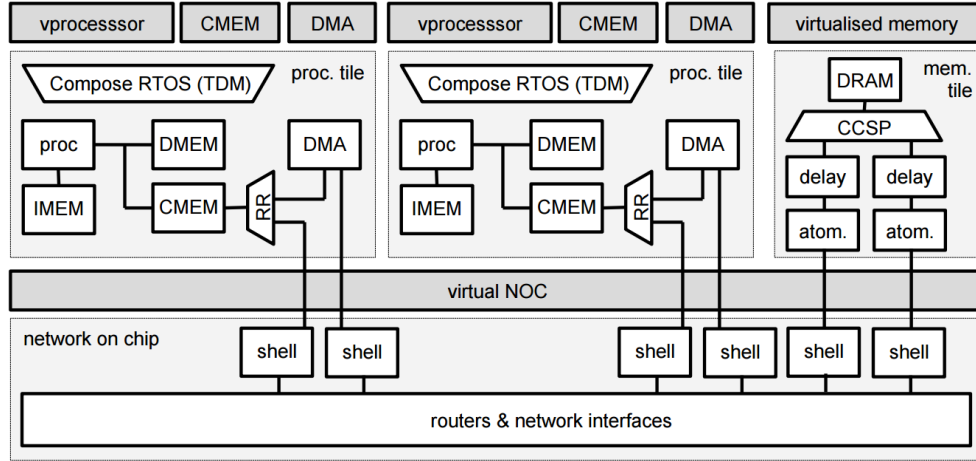 vprocesssor CMEM DMA vprocesssor CMEM DMA virtualised memory
proc. tile proc. tile mem.
tile
Compose RTOS (TDM) Compose RTOS (TDM) DRAM
CCSP
proc DMEM DMA proc DMEM DMA
delay delay
IMEM CMEM RR IMEM CMEM RR
atom. atom.
virtual NOC
network on chip
shell shell shell shell shell shell
routers & network interfaces